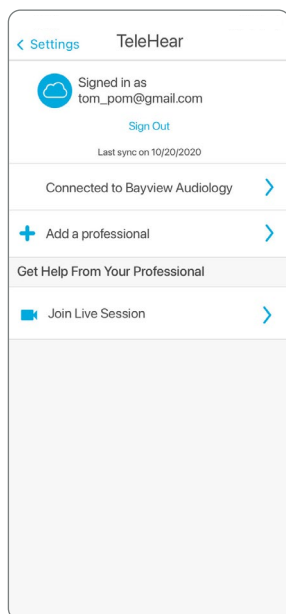 Settings
TeleHear
Signed in as
tom_pom@gmail.com
Sign Out
Last sync on 10/20/2020
Connected to Bayview Audiology
Add a professional
Get Help From Your Professional
Join Live Session